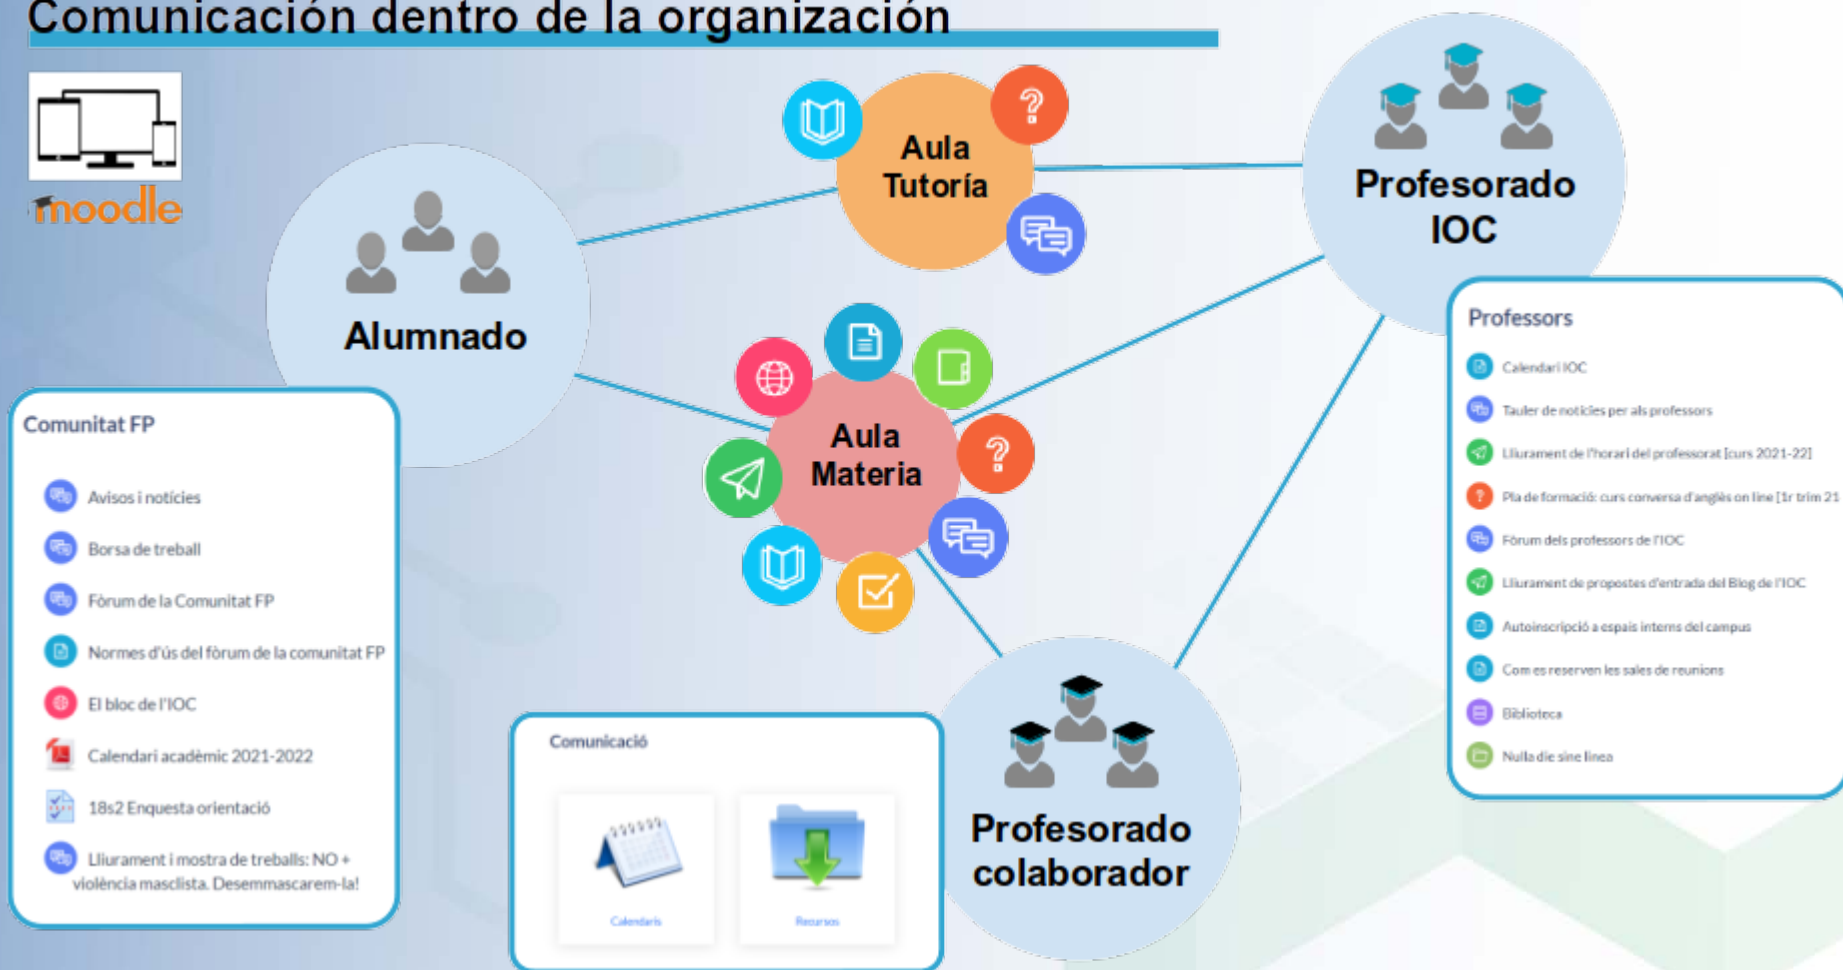 Comunicación dentro de la organización
moodle
Aula
Tutoría
Profesorado
IOC
Alumnado
Aula
Materia
Comunitat FP
Avisos i notícies
Borsa de treball
Fòrum de la Comunitat FP
Normes d'ús del fòrum de la comunitat FP
El bloc de l'IOC
Calendari acadèmic 2021-2022
18s2 Enquesta orientació
Lliurament i mostra de treballs: NO +
violència masclista. Desemmascarem-la!
Professors
Calendari IOC
Tauler de notícies per als professors
Lliurament de l'horari del professorat [curs 2021-22]
Pla de formació: curs conversa d'anglès on line [1r trim 21
Fòrum dels professors de l'IOC
Lliurament de propostes d'entrada del Blog de l'IOC
Autoinscripció a espais interns del campus
Com es reserven les sales de reunions
Biblioteca
Nulla die sine linea
Comunicació
Calendaris
Recursos
Profesorado
colaborador